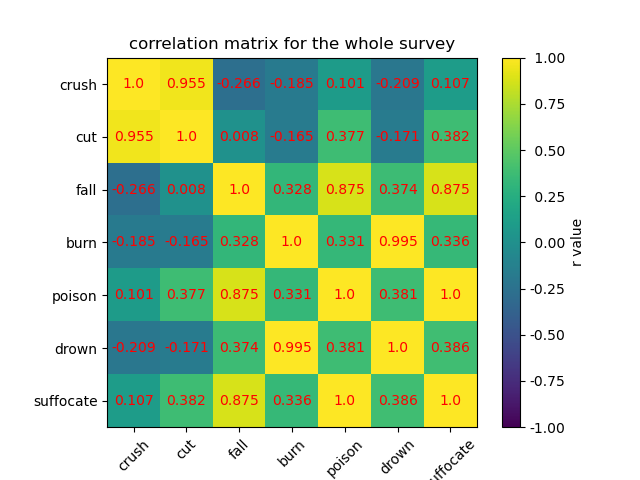 correlation matrix for the whole survey
crush 1.0 0.955 -0.266 -0.185 0.101 -0.209 0.107
cut 0.955 1.0 0.008 -0.165 0.377 -0.171 0.382
fall -0.266 0.008 1.0 0.328 0.875 0.374 0.875
burn -0.185 -0.165 0.328 1.0 0.331 0.995 0.336
poison 0.101 0.377 0.875 0.331 1.0 0.381 1.0
drown -0.209 -0.171 0.374 0.995 0.381 1.0 0.386
suffocate 0.107 0.382 0.875 0.336 1.0 0.386 1.0
crush cut fall burn poison drown uffocate
1.00
0.75
0.50
0.25
0.00
-0.25
-0.50
-0.75
-1.00
r value